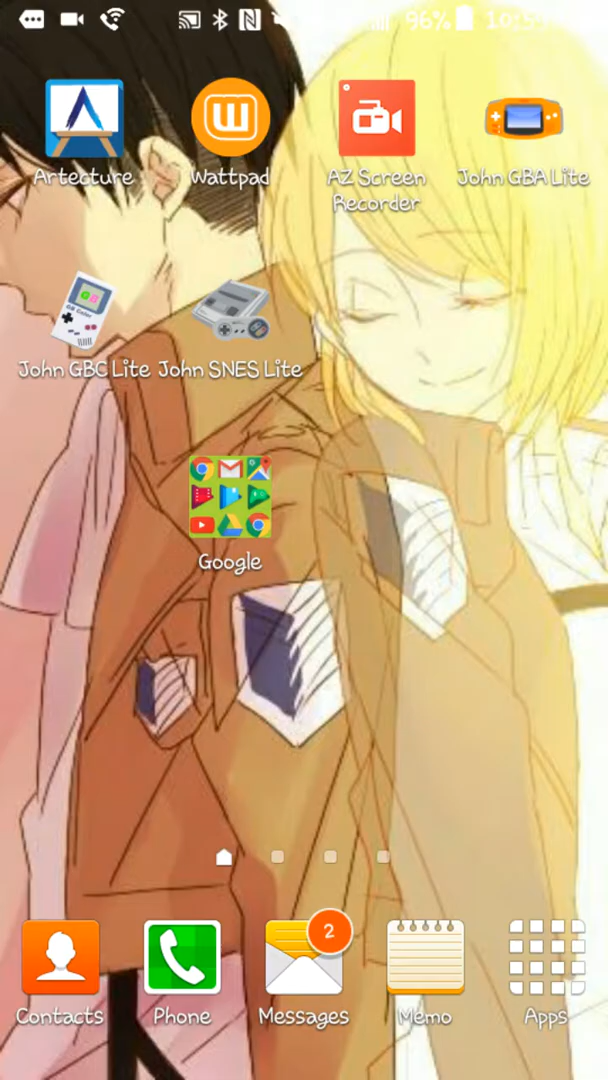 96%
Artecture Wattpad AZ Screen John GBA Lite
Recorder
John GBC Lite John SNES Lite
Google
2
Contacts Phone Messages Memo Apps